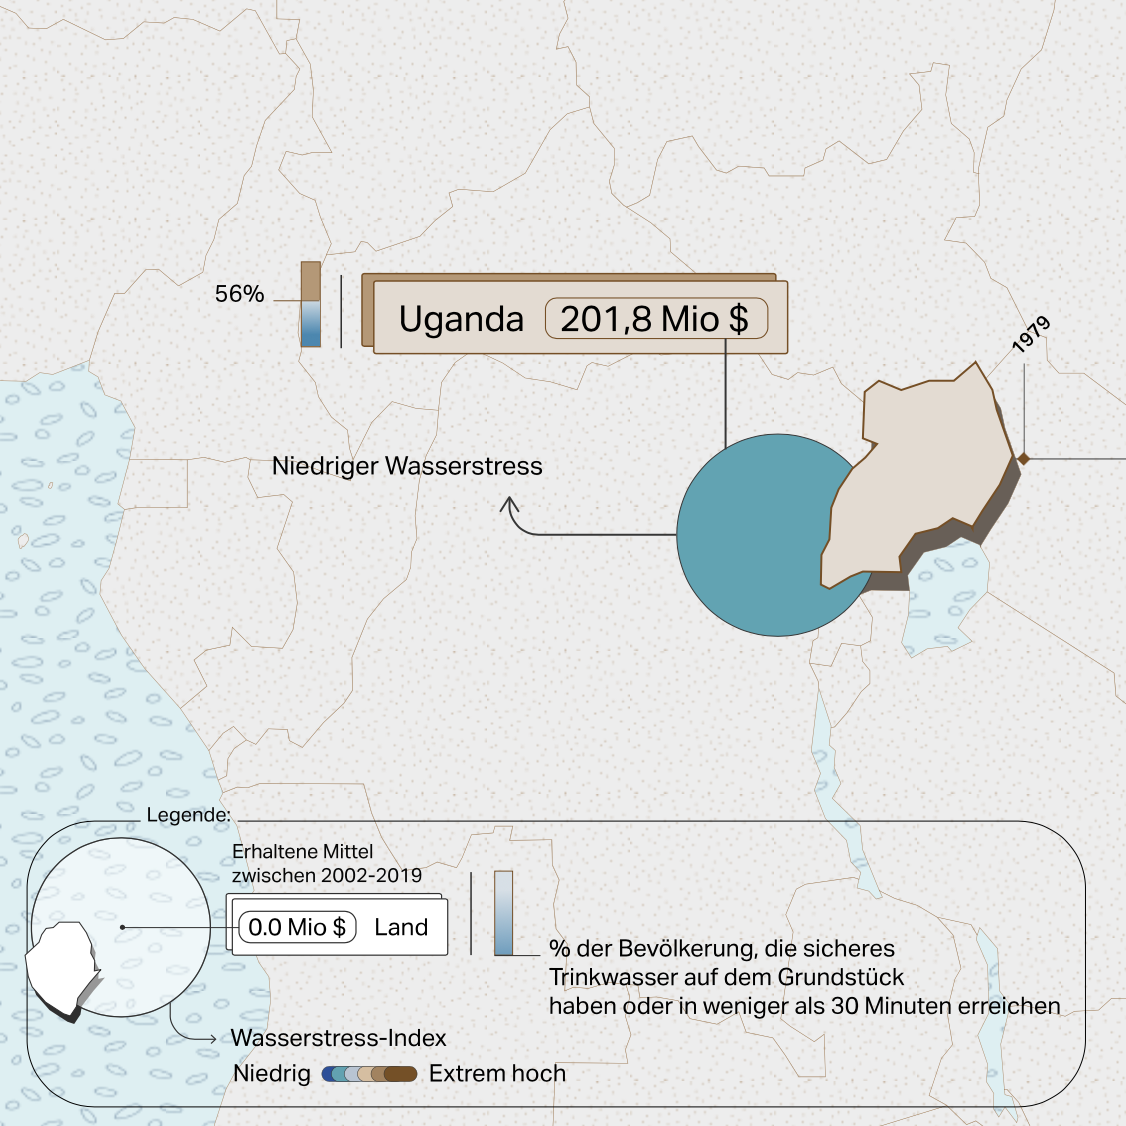 56%
Uganda 201,8 Mio $
1979
Niedriger Wasserstress
Legende:
Erhaltene Mittel
zwischen 2002-2019
0.0 Mio $ Land
% der Bevölkerung, die sicheres
Trinkwasser auf dem Grundstück
haben oder in weniger als 30 Minuten erreichen
Wasserstress-Index
Niedrig Extrem hoch